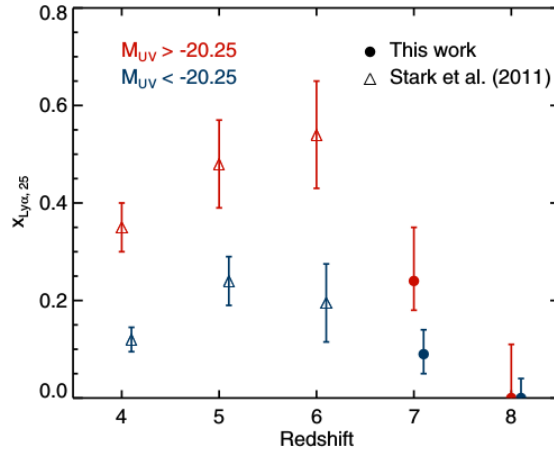 M_UV > -20.25
● This work
M_UV < -20.25
△ Stark et al. (2011)
0.8
0.6
0.4
0.2
0.0
x_Lyα, 25
4 5 6 7 8
Redshift